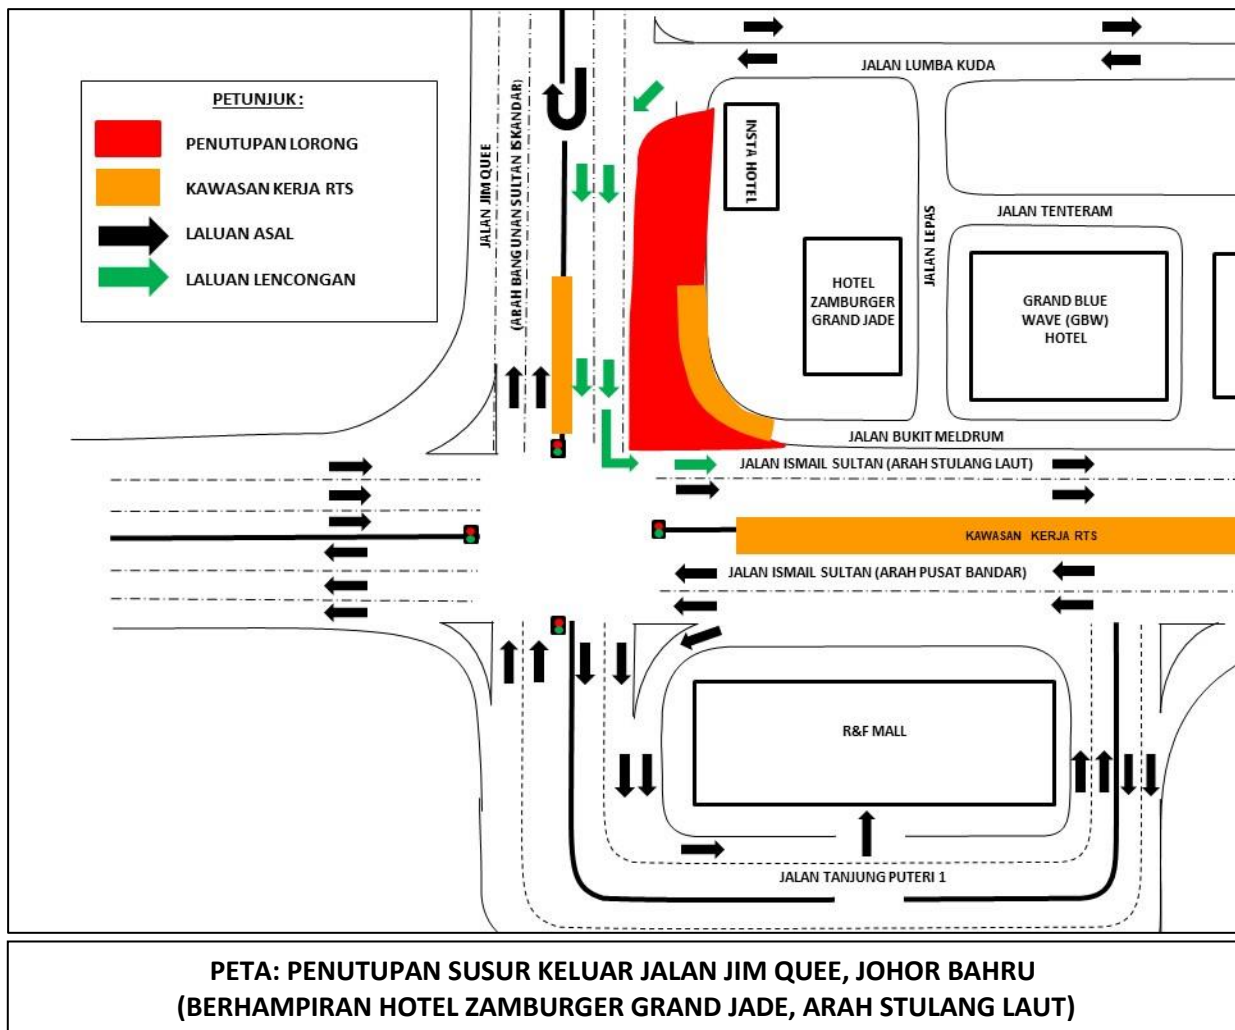 PETUNJUK :
PENUTUPAN LORONG
KAWASAN KERJA RTS
LALUAN ASAL
LALUAN LENCONGAN
JALAN JIM QUEE
(ARAH BANGUNAN SULTAN ISKANDAR)
JALAN LUMBA KUDA
INSTA HOTEL
JALAN LEPAS
JALAN TENTERAM
HOTEL
ZAMBURGER
GRAND JADE
GRAND BLUE
WAVE (GBW)
HOTEL
JALAN BUKIT MELDRUM
JALAN ISMAIL SULTAN (ARAH STULANG LAUT)
KAWASAN KERJA RTS
JALAN ISMAIL SULTAN (ARAH PUSAT BANDAR)
R&F MALL
JALAN TANJUNG PUTERI 1
PETA: PENUTUPAN SUSUR KELUAR JALAN JIM QUEE, JOHOR BAHRU
(BERHAMPIRAN HOTEL ZAMBURGER GRAND JADE, ARAH STULANG LAUT)